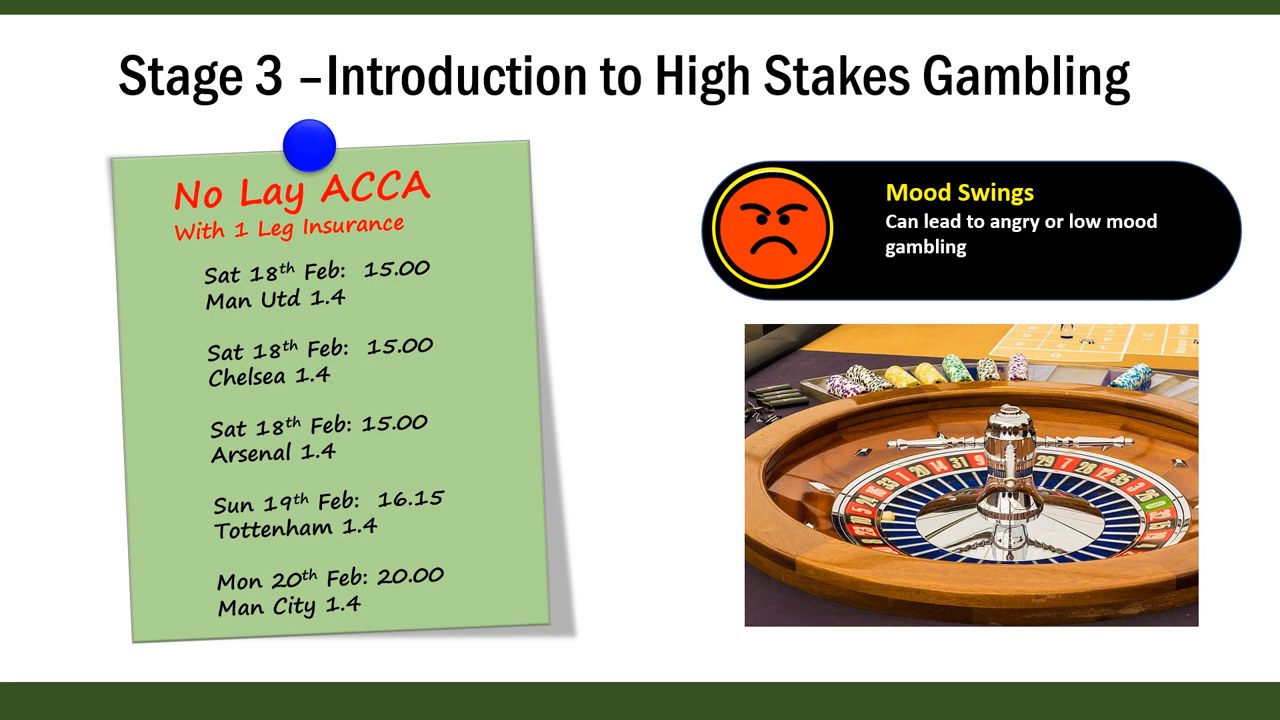 Stage 3 –Introduction to High Stakes Gambling
No Lay ACCA
With 1 Leg Insurance
Sat 18th Feb: 15.00
Man Utd 1.4
Sat 18th Feb: 15.00
Chelsea 1.4
Sat 18th Feb: 15.00
Arsenal 1.4
Sun 19th Feb: 16.15
Tottenham 1.4
Mon 20th Feb: 20.00
Man City 1.4
Mood Swings
Can lead to angry or low mood
gambling